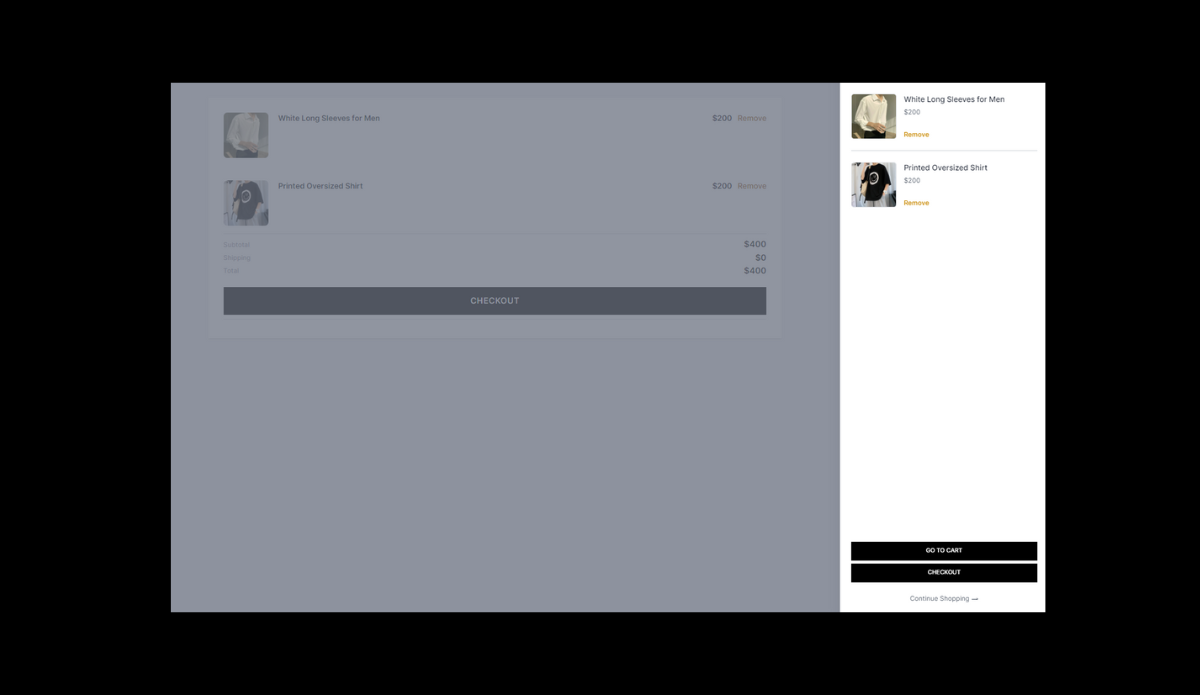 White Long Sleeves for Men
$200 Remove
Printed Oversized Shirt
$200 Remove
Subtotal $400
Shipping $0
Total $400
CHECKOUT
White Long Sleeves for Men
$200
Remove
Printed Oversized Shirt
$200
Remove
GO TO CART
CHECKOUT
Continue Shopping →